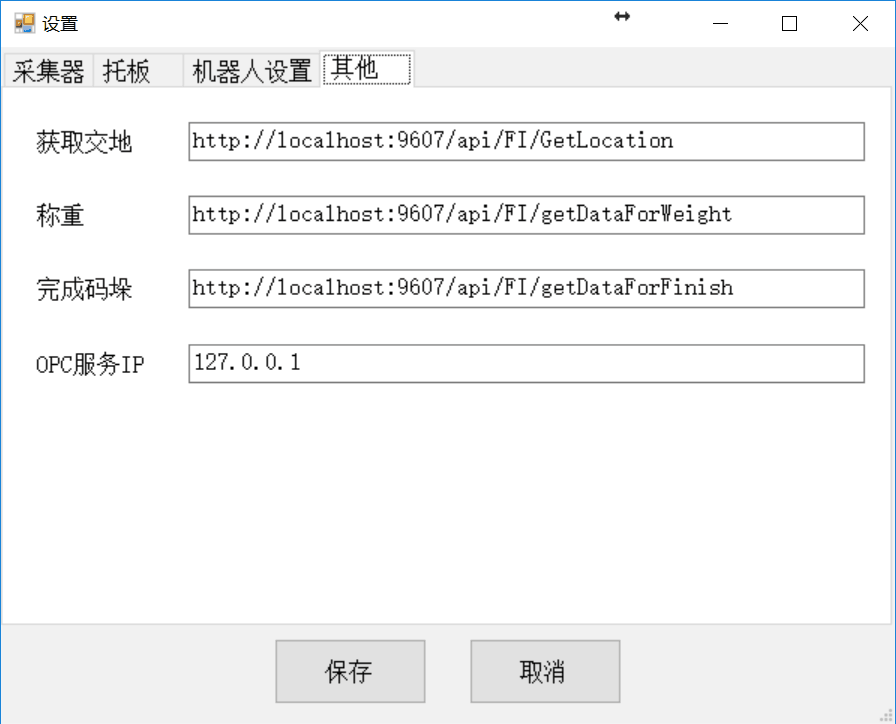 设置
采集器 托板 机器人设置 其他
获取交地 http://localhost:9607/api/FI/GetLocation
称重 http://localhost:9607/api/FI/getDataForWeight
完成码垛 http://localhost:9607/api/FI/getDataForFinish
OPC服务IP 127.0.0.1
保存 取消